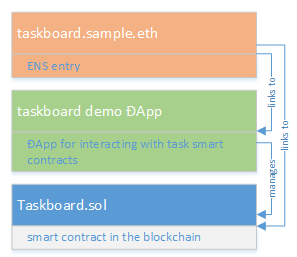 taskboard.sample.eth
ENS entry
taskboard demo ĐApp
ĐApp for interacting with task smart
contracts
Taskboard.sol
smart contract in the blockchain
links to
manages
links to